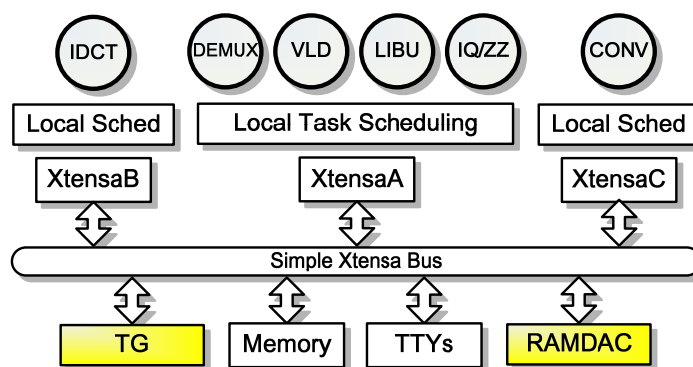 IDCT DEMUX VLD LIBU IQ/ZZ CONV
Local Sched Local Task Scheduling Local Sched
XtensaB XtensaA XtensaC
Simple Xtensa Bus
TG Memory TTYs RAMDAC